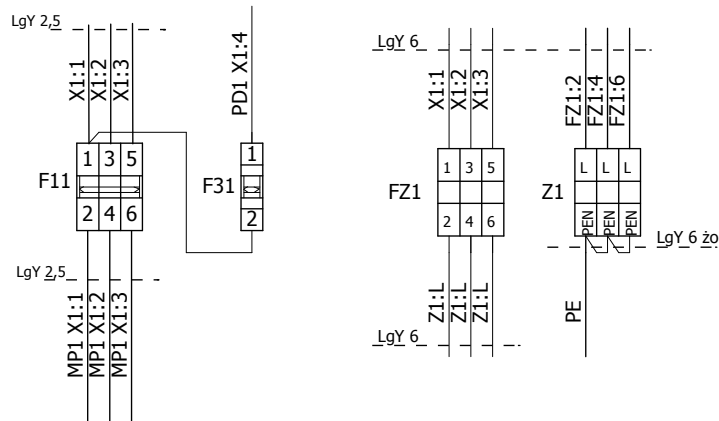 LgY 2,5
X1:1
X1:2
X1:3
PD1 X1:4
F11
1 3 5
2 4 6
F31
1
2
LgY 2,5
MP1 X1:1
MP1 X1:2
MP1 X1:3
LgY 6
X1:1
X1:2
X1:3
FZ1
1 3 5
2 4 6
Z1:L
Z1:L
Z1:L
LgY 6
FZ1:2
FZ1:4
FZ1:6
Z1
L L L
PEN
PEN
PEN
LgY 6 żo
PE